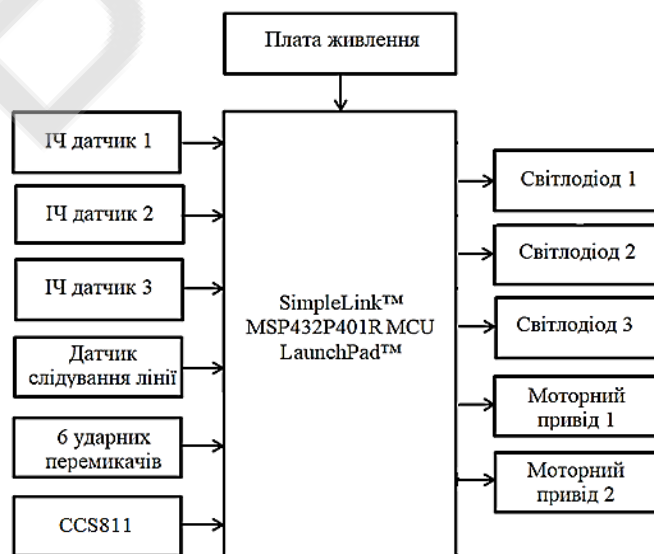 Плата живлення
ІЧ датчик 1
ІЧ датчик 2
ІЧ датчик 3
Датчик
слідування лінії
6 ударних
перемикачів
CCS811
SimpleLink™
MSP432P401R MCU
LaunchPad™
Світлодіод 1
Світлодіод 2
Світлодіод 3
Моторний
привід 1
Моторний
привід 2